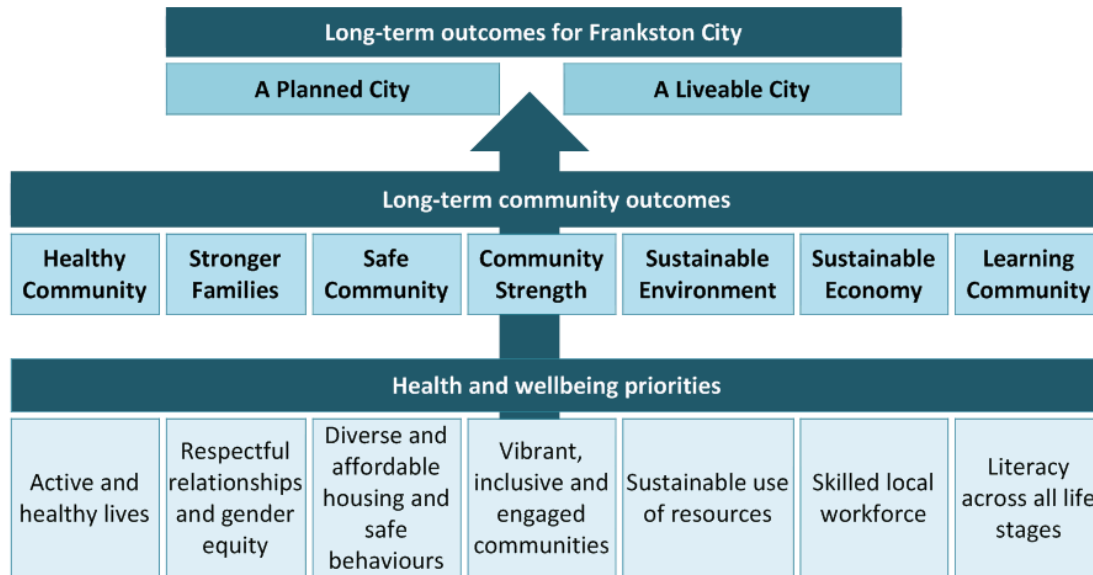 Long-term outcomes for Frankston City
A Planned City
A Liveable City
Long-term community outcomes
Healthy
Community
Stronger
Families
Safe
Community
Community
Strength
Sustainable
Environment
Sustainable
Economy
Learning
Community
Health and wellbeing priorities
Active and
healthy lives
Respectful
relationships
and gender
equity
Diverse and
affordable
housing and
safe
behaviours
Vibrant,
inclusive and
engaged
communities
Sustainable use
of resources
Skilled local
workforce
Literacy
across all life
stages